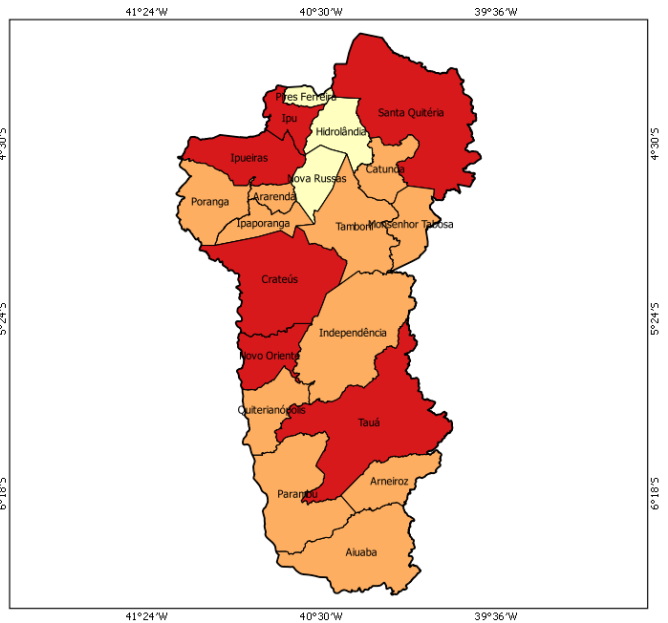 41°24'W 40°30'W 39°36'W
Pires Ferreira
Santa Quitéria
Ipu
Hidrolândia
4°30'S 4°30'S
Ipueiras
Catunda
Nova Russas
Ararendá
Poranga
Ipaporanga
Tamboril
Monsenhor Tabosa
Crateús
5°24'S 5°24'S
Independência
Novo Oriente
Quiterianópolis
Tauá
Arneiroz
6°18'S 6°18'S
Parambu
Aiuaba
41°24'W 40°30'W 39°36'W